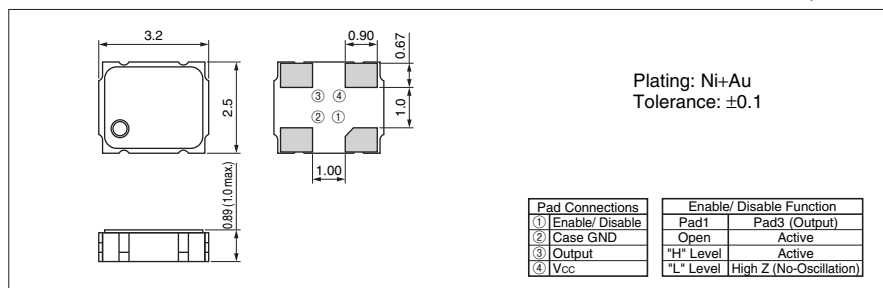 3.2
2.5
0.89 (1.0 max.)
0.90
0.67
1.0
③ ④
② ①
1.00
Plating: Ni+Au
Tolerance: ±0.1
Pad Connections
① Enable/ Disable
② Case GND
③ Output
④ Vcc
Enable/ Disable Function
Pad1 Pad3 (Output)
Open Active
"H" Level Active
"L" Level High Z (No-Oscillation)